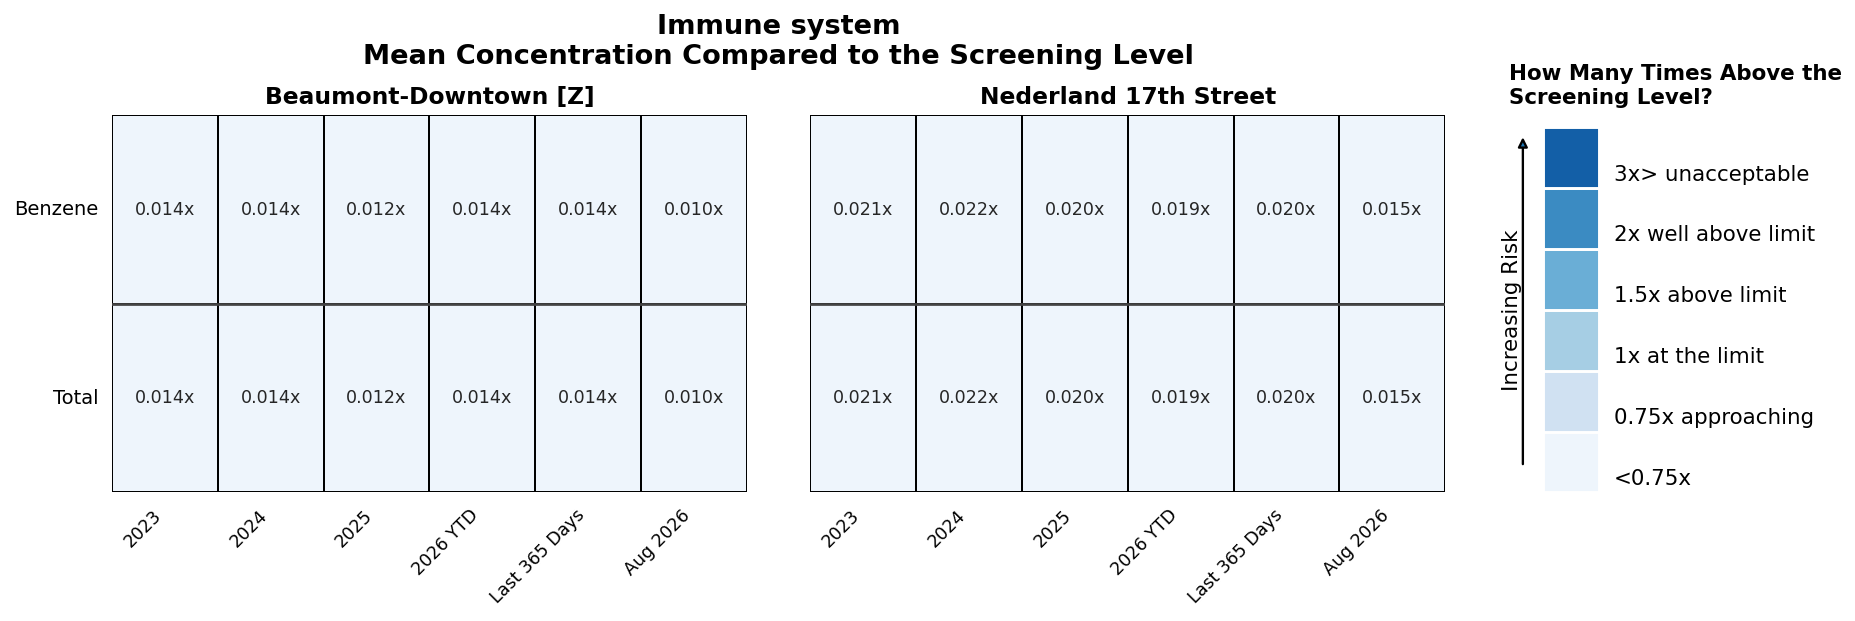 Immune system
Mean Concentration Compared to the Screening Level
Beaumont-Downtown [Z]
Nederland 17th Street
How Many Times Above the
Screening Level?
Benzene
0.014x 0.014x 0.012x 0.014x 0.014x 0.010x
0.021x 0.022x 0.020x 0.019x 0.020x 0.015x
Total
0.014x 0.014x 0.012x 0.014x 0.014x 0.010x
0.021x 0.022x 0.020x 0.019x 0.020x 0.015x
2023 2024 2025 2026 YTD Last 365 Days Aug 2026
2023 2024 2025 2026 YTD Last 365 Days Aug 2026
Increasing Risk
3x> unacceptable
2x well above limit
1.5x above limit
1x at the limit
0.75x approaching
<0.75x